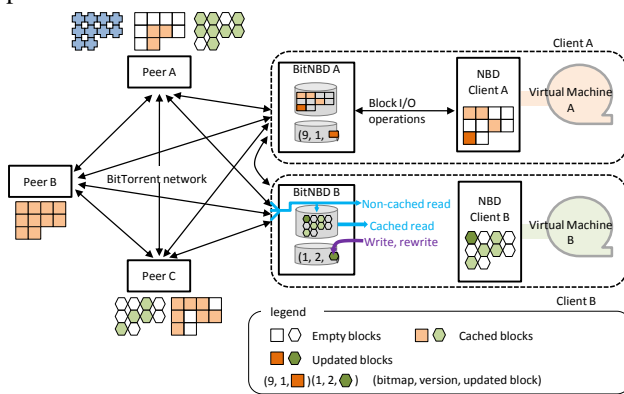 Client A
Peer A
BitNBD A
NBD
Client A
Virtual Machine
A
(9, 1, )
Block I/O
operations
Peer B
BitTorrent network
BitNBD B
Non-cached read
Cached read
Write, rewrite
(1, 2, )
NBD
Client B
Virtual Machine
B
Peer C
Client B
legend
Empty blocks
Cached blocks
Updated blocks
(9, 1, ) (1, 2, ) (bitmap, version, updated block)